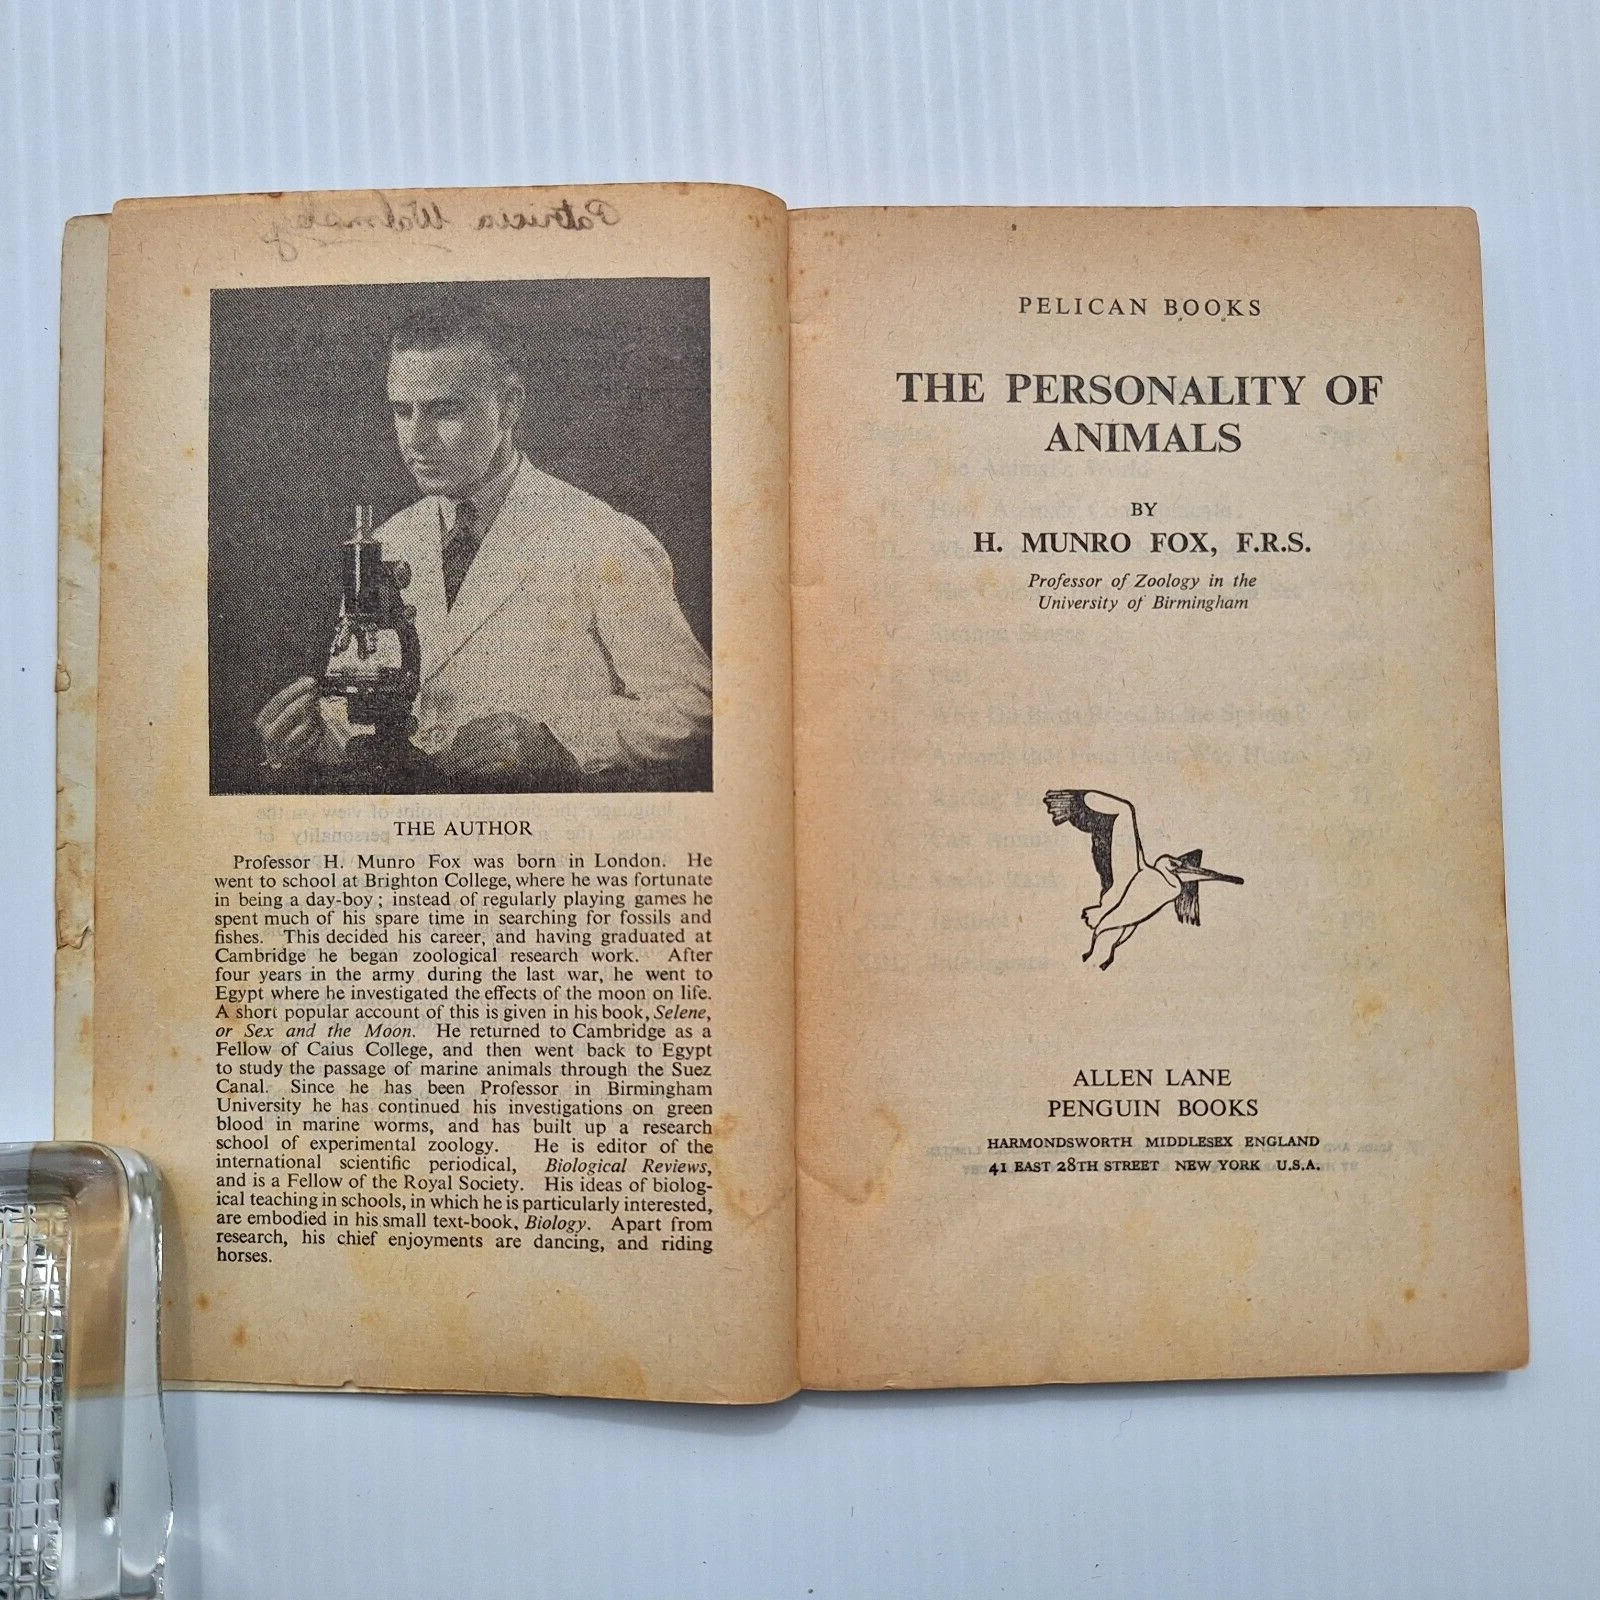 Patricia Walmsley
THE AUTHOR
Professor H. Munro Fox was born in London. He
went to school at Brighton College, where he was fortunate
in being a day-boy ; instead of regularly playing games he
spent much of his spare time in searching for fossils and
fishes. This decided his career, and having graduated at
Cambridge he began zoological research work. After
four years in the army during the last war, he went to
Egypt where he investigated the effects of the moon on life.
A short popular account of this is given in his book, Selene,
or Sex and the Moon. He returned to Cambridge as a
Fellow of Caius College, and then went back to Egypt
to study the passage of marine animals through the Suez
Canal. Since he has been Professor in Birmingham
University he has continued his investigations on green
blood in marine worms, and has built up a research
school of experimental zoology. He is editor of the
international scientific periodical, Biological Reviews,
and is a Fellow of the Royal Society. His ideas of biolog-
ical teaching in schools, in which he is particularly interested,
are embodied in his small text-book, Biology. Apart from
research, his chief enjoyments are dancing, and riding
horses.
PELICAN BOOKS
THE PERSONALITY OF
ANIMALS
BY
H. MUNRO FOX, F.R.S.
Professor of Zoology in the
University of Birmingham
ALLEN LANE
PENGUIN BOOKS
HARMONDSWORTH MIDDLESEX ENGLAND
41 EAST 28TH STREET NEW YORK U.S.A.